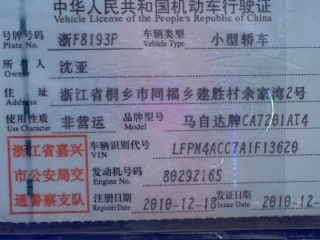 中华人民共和国机动车行驶证
Vehicle License of the People's Republic of China
号牌号码 浙F8193P 车辆类型 小型轿车
Plate No. Vehicle Type
所有人 沈亚
Owner
住址 浙江省桐乡市同福乡建胜村余家湾2号
Address
使用性质 非营运 品牌型号 马自达牌CA7201AT4
Use Character Model
浙江省嘉兴市公安局交通警察支队
车辆识别代号 LFPM4ACC7A1F13620
VIN
发动机号码 80292165
Engine No.
注册日期 2010-12-18 发证日期 2010-12-
Register Date Issue Date